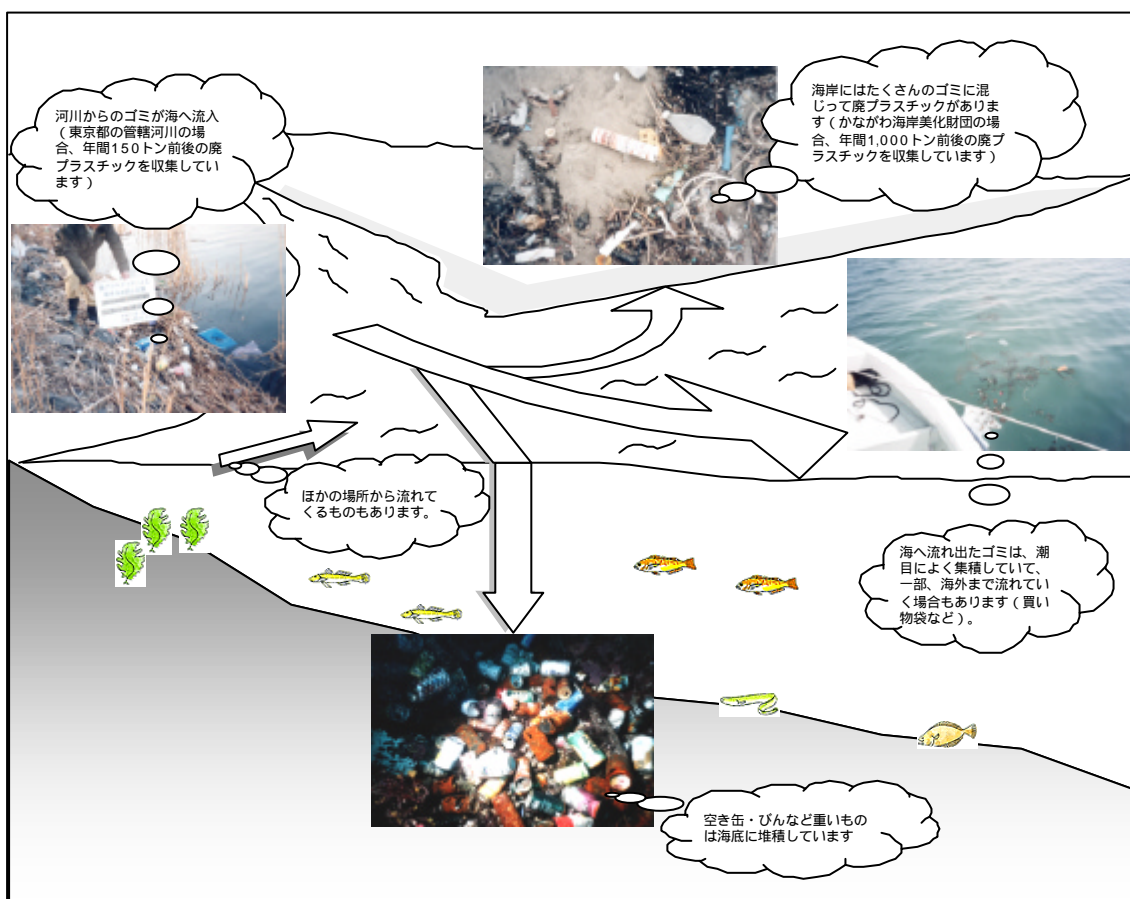 河川からのゴミが海へ流入
(東京都の管轄河川の場
合、年間150トン前後の廃
プラスチックを収集してい
ます)
海岸にはたくさんのゴミに混
じって廃プラスチックがありま
す(かながわ海岸美化財団の場
合、年間1,000トン前後の廃プ
ラスチックを収集しています)
ほかの場所から流れて
くるものもあります。
海へ流れ出たゴミは、潮
目によく集積していて、
一部、海外まで流れてい
く場合もあります(買い
物袋など)。
空き缶・びんなど重いもの
は海底に堆積しています